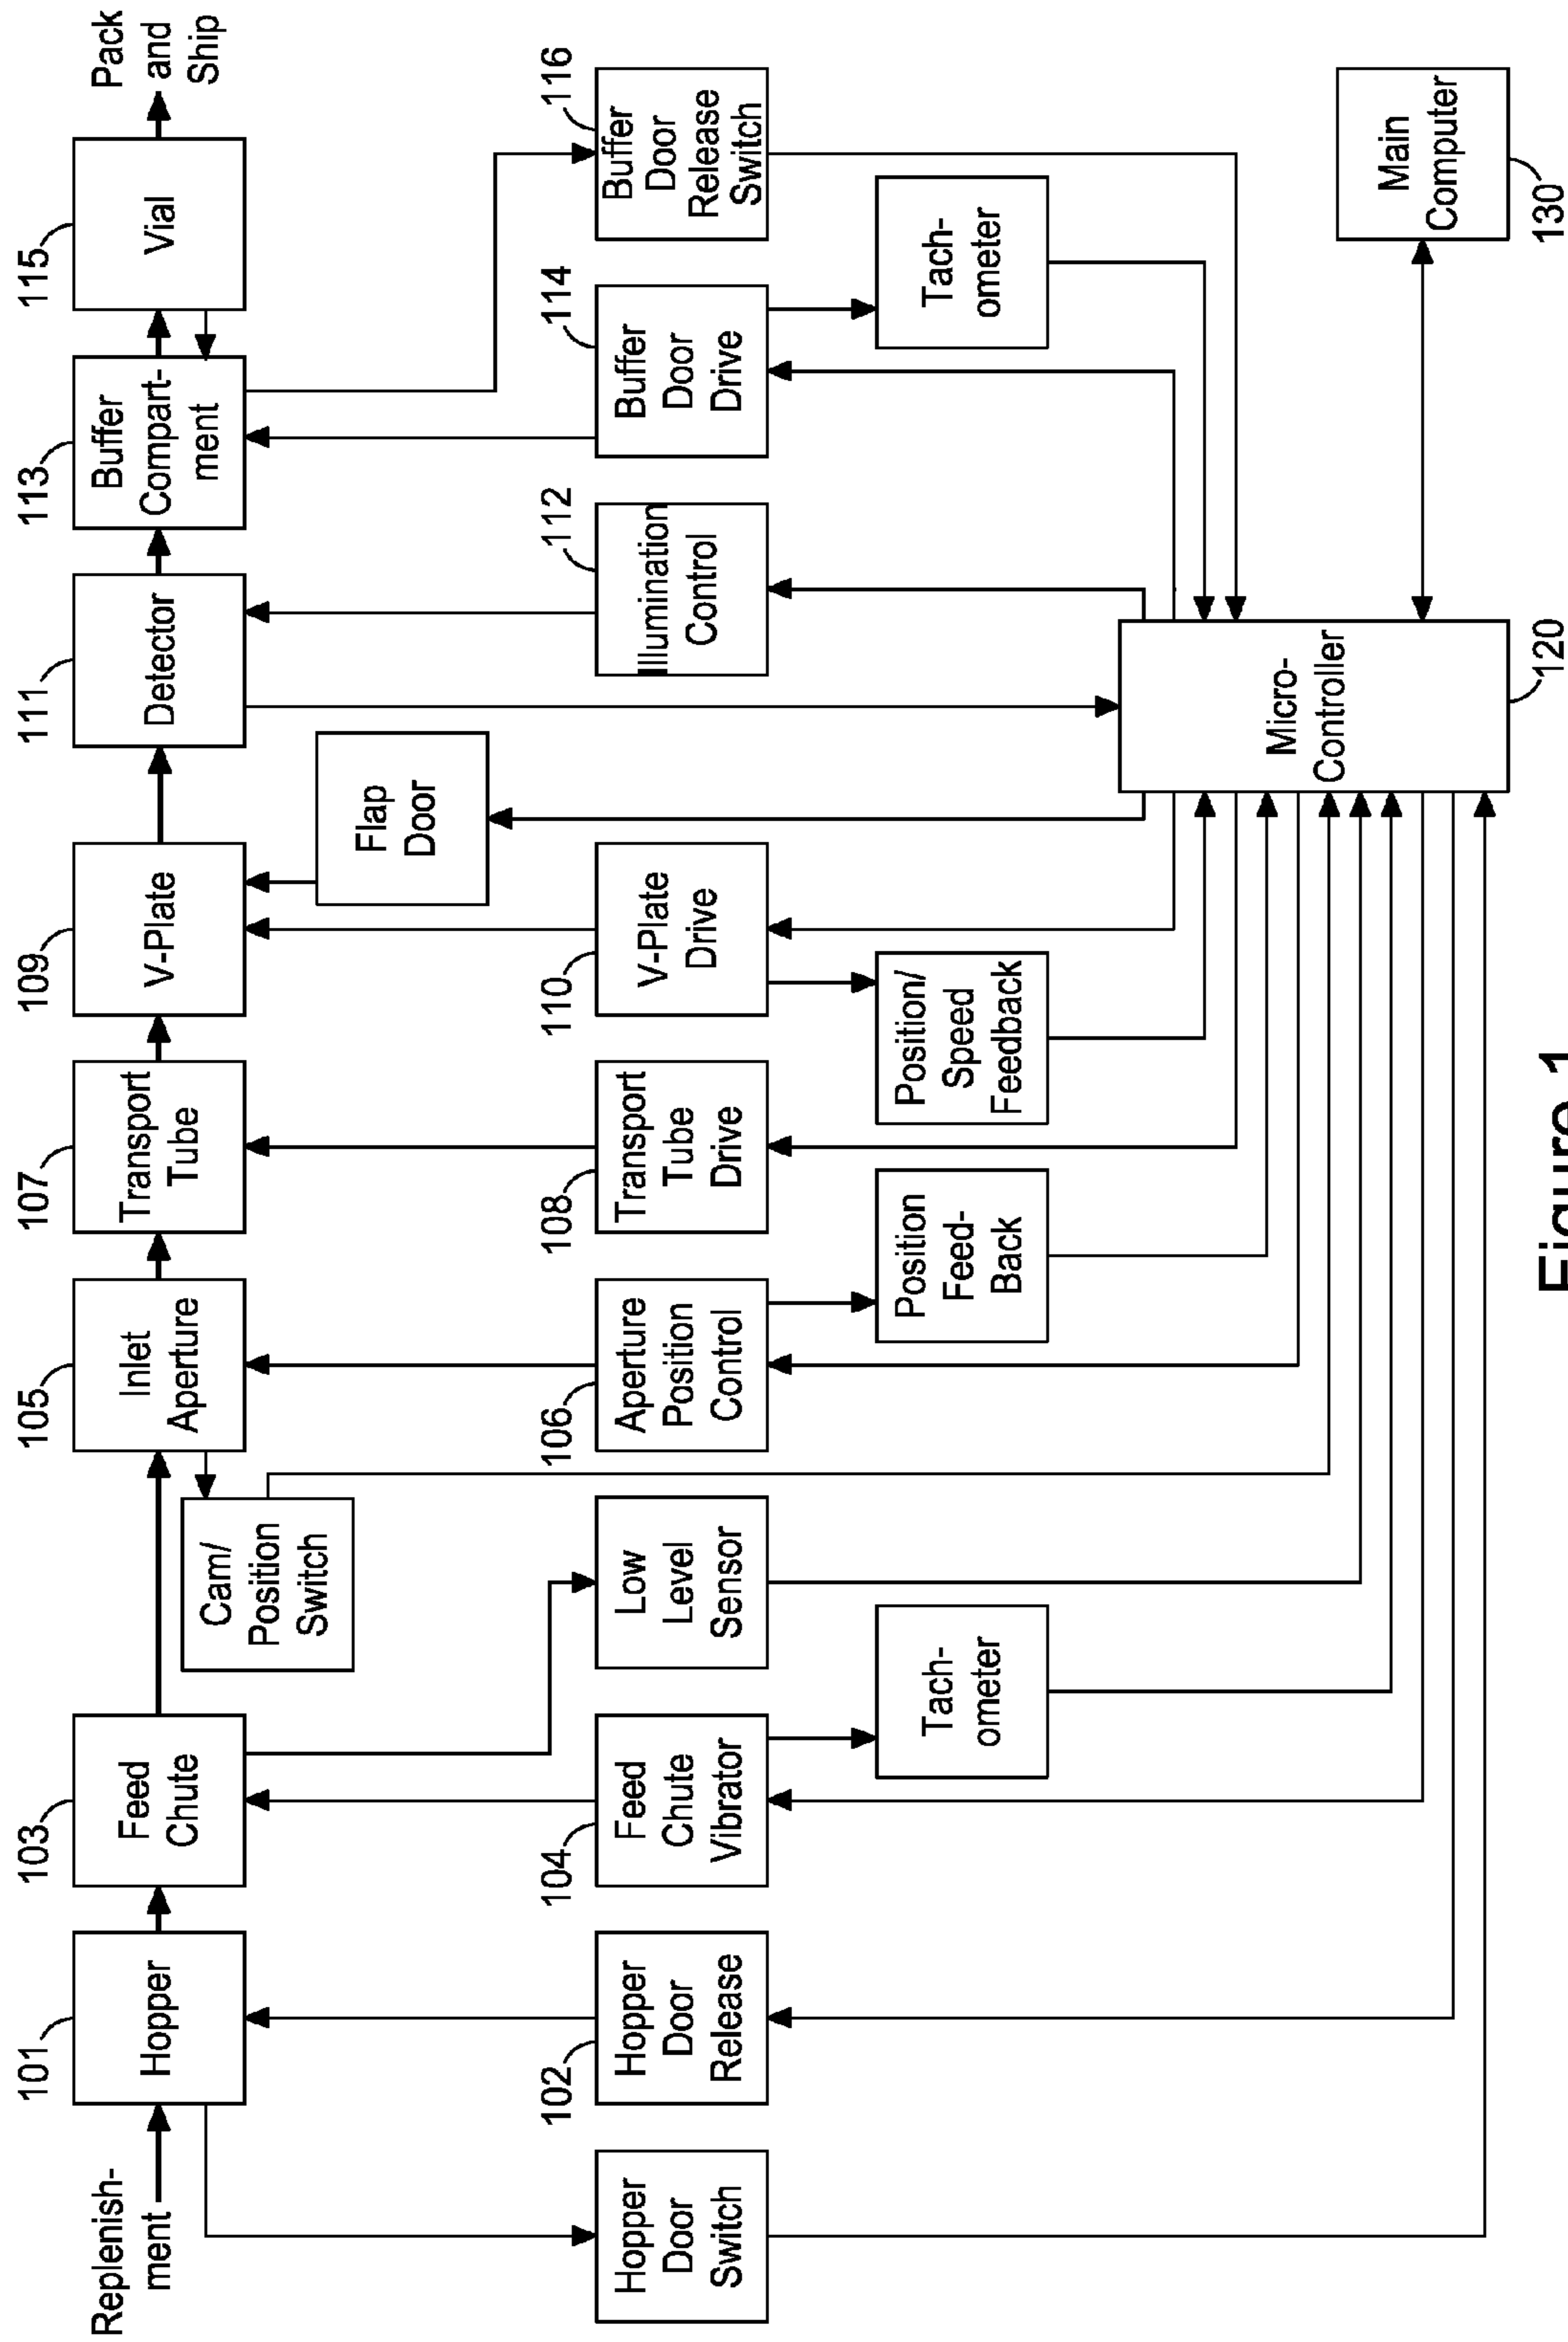 101
103
105
107
109
111
113
115
Replenish-
ment
Hopper
Feed
Chute
Inlet
Aperture
Transport
Tube
V-Plate
Detector
Buffer
Compart-
ment
Vial
Pack
and
Ship
Cam/
Position
Switch
Flap
Door
102
104
106
108
110
112
114
116
Hopper
Door
Switch
Hopper
Door
Release
Feed
Chute
Vibrator
Low
Level
Sensor
Aperture
Position
Control
Transport
Tube
Drive
V-Plate
Drive
Illumination
Control
Buffer
Door
Drive
Buffer
Door
Release
Switch
Tach-
ometer
Position
Feed-
Back
Position/
Speed
Feedback
Tach-
ometer
Micro-
Controller
Main
Computer
120
130
Figure 1